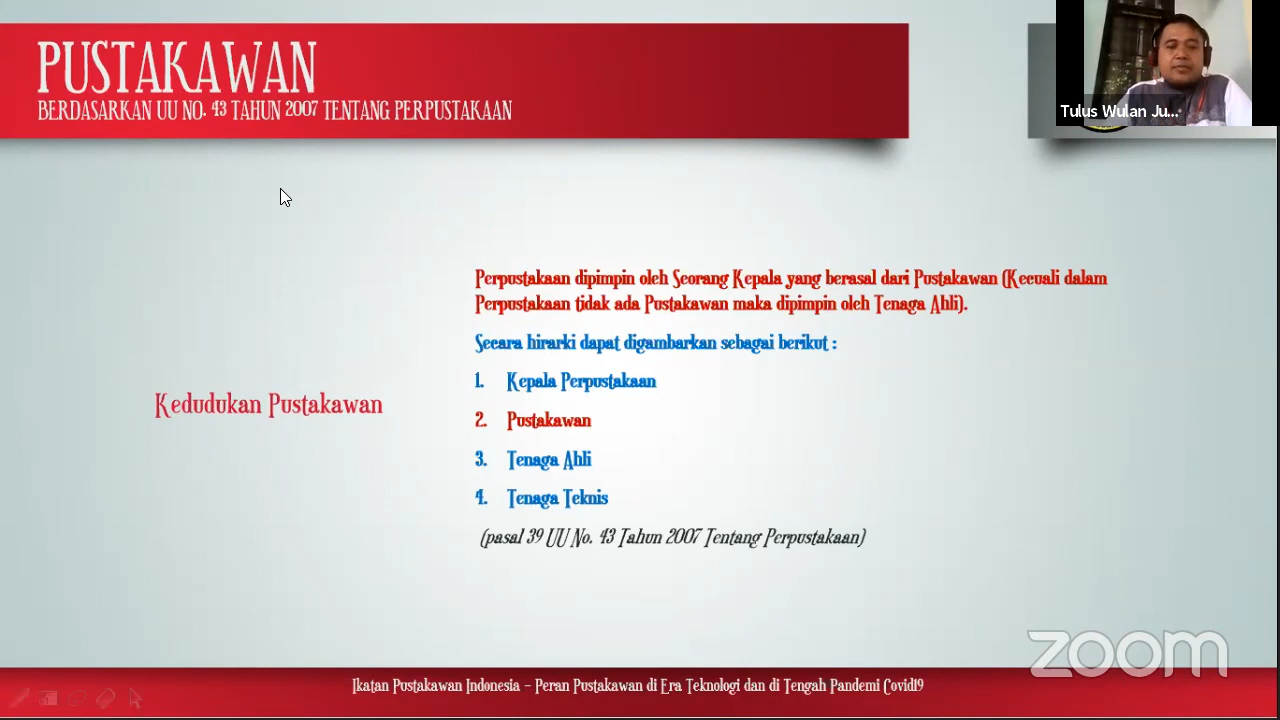 PUSTAKAWAN
BERDASARKAN UU NO. 43 TAHUN 2007 TENTANG PERPUSTAKAAN
Tulus Wulan Ju...
Perpustakaan dipimpin oleh Seorang Kepala yang berasal dari Pustakawan (Kecuali dalam
Perpustakaan tidak ada Pustakawan maka dipimpin oleh Tenaga Ahli).
Secara hirarki dapat digambarkan sebagai berikut :
1. Kepala Perpustakaan
Kedudukan Pustakawan
2. Pustakawan
3. Tenaga Ahli
4. Tenaga Teknis
(pasal 39 UU No. 43 Tahun 2007 Tentang Perpustakaan)
zoom
Ikatan Pustakawan Indonesia – Peran Pustakawan di Era Teknologi dan di Tengah Pandemi Covid19